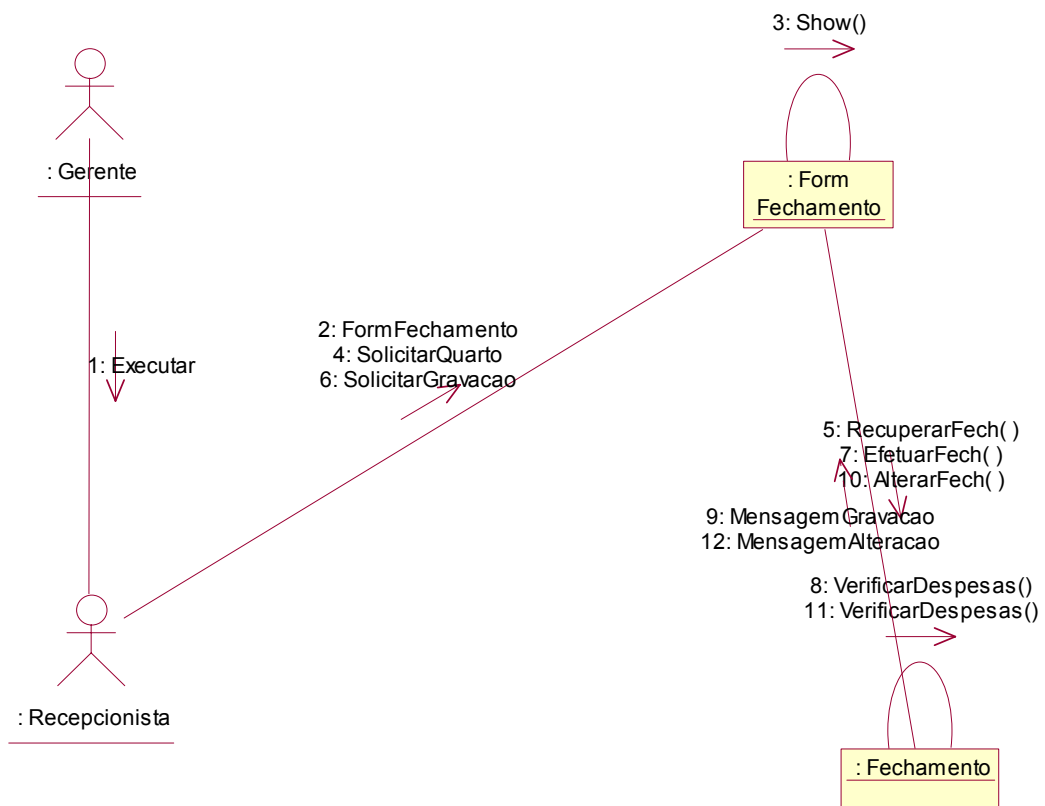 3: Show()
: Gerente
: Form
Fechamento
2: FormFechamento
4: SolicitarQuarto
6: SolicitarGravacao
1: Executar
5: RecuperarFech( )
7: EfetuarFech( )
10: AlterarFech( )
9: MensagemGravacao
12: MensagemAlteracao
8: VerificarDespesas()
11: VerificarDespesas()
: Recepcionista
: Fechamento